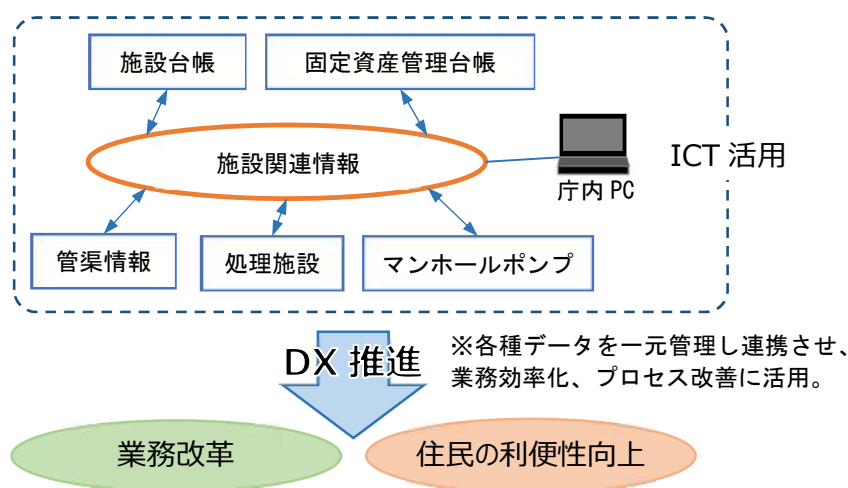 施設台帳
固定資産管理台帳
施設関連情報
ICT 活用
庁内 PC
管渠情報
処理施設
マンホールポンプ
DX 推進
※各種データを一元管理し連携させ、
業務効率化、プロセス改善に活用。
業務改革
住民の利便性向上